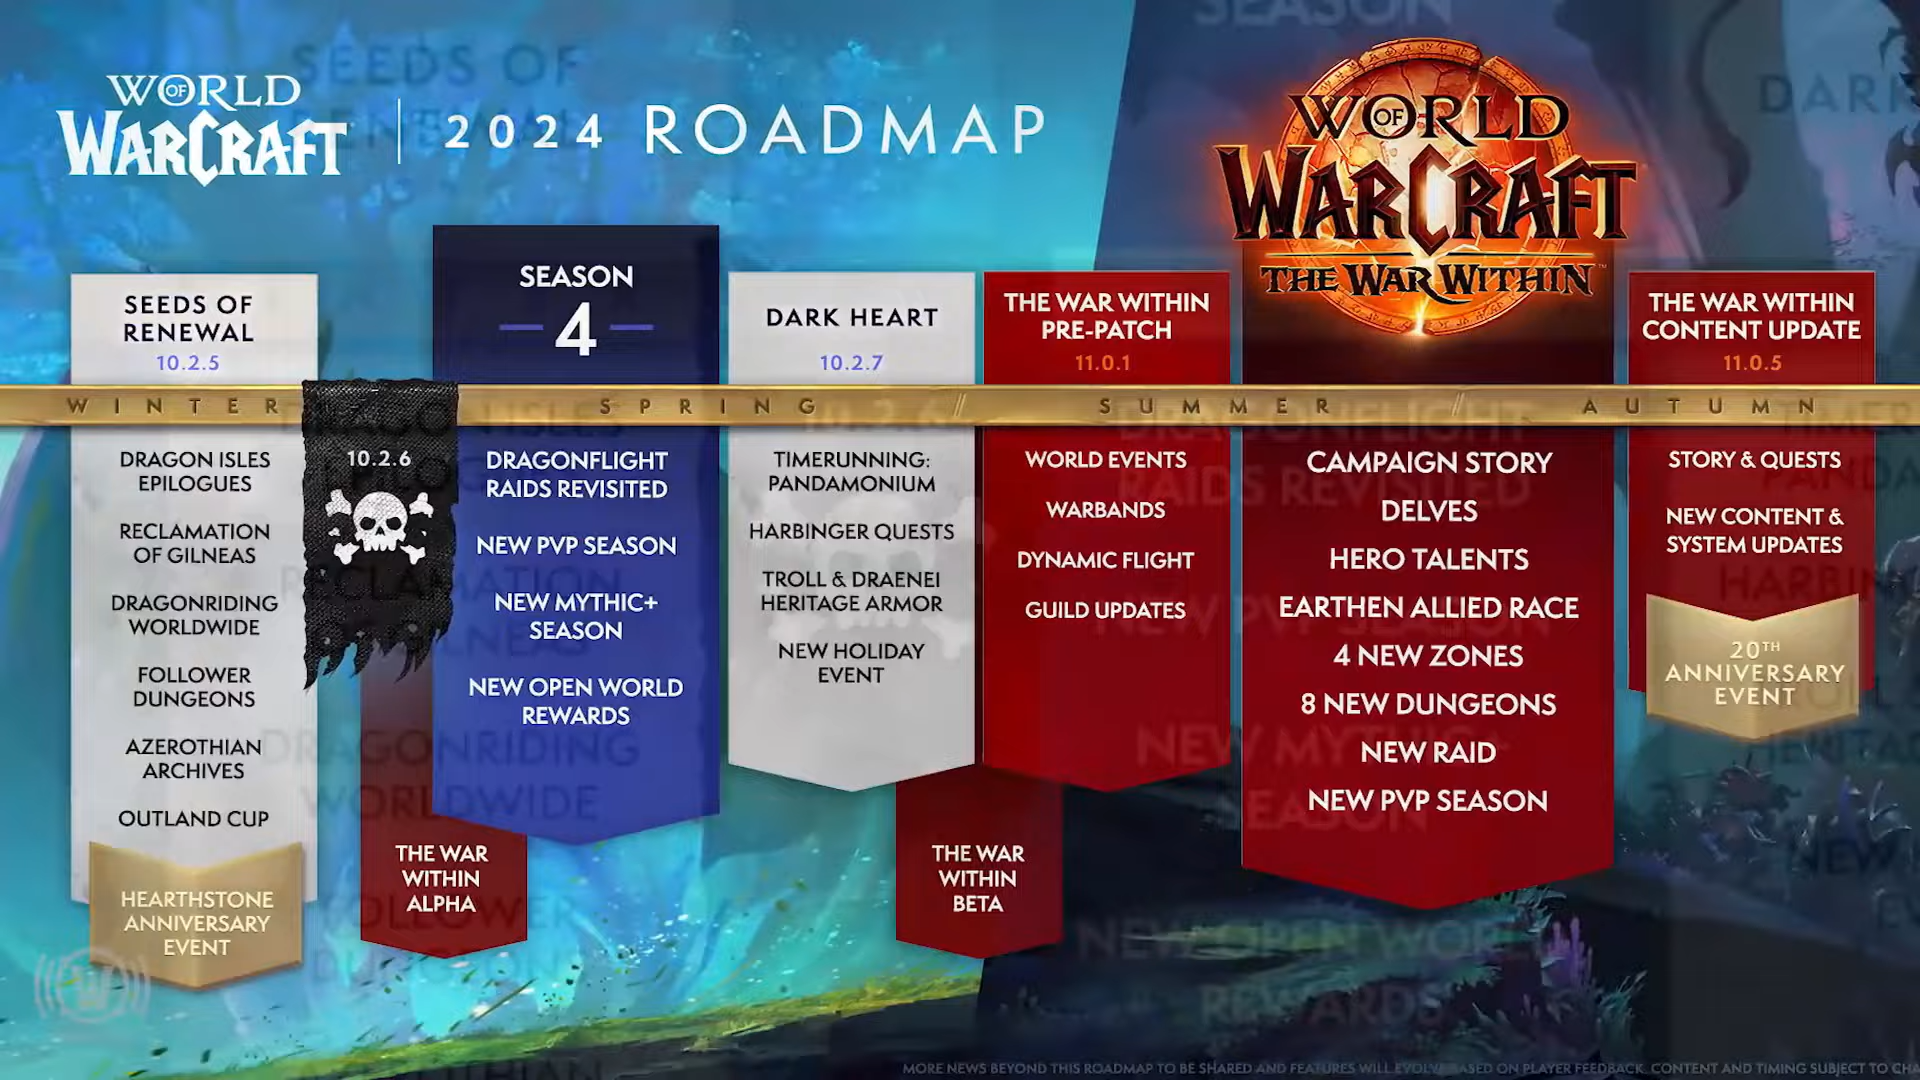 WORLD
OF
WARCRAFT
2024 ROADMAP
WORLD
OF
WARCRAFT
THE WAR WITHIN
SEEDS OF
RENEWAL
10.2.5
WINTER
DRAGON ISLES
EPILOGUES
RECLAMATION
OF GILNEAS
DRAGONRIDING
WORLDWIDE
FOLLOWER
DUNGEONS
AZEROTHIAN
ARCHIVES
OUTLAND CUP
HEARTHSTONE
ANNIVERSARY
EVENT
10.2.6
THE WAR
WITHIN
ALPHA
SEASON
4
SPRING
DRAGONFLIGHT
RAIDS REVISITED
NEW PVP SEASON
NEW MYTHIC+
SEASON
NEW OPEN WORLD
REWARDS
DARK HEART
10.2.7
TIMERUNNING:
PANDAMONIUM
HARBINGER QUESTS
TROLL & DRAENEI
HERITAGE ARMOR
NEW HOLIDAY
EVENT
THE WAR
WITHIN
BETA
THE WAR WITHIN
PRE-PATCH
11.0.1
// SUMMER //
WORLD EVENTS
WARBANDS
DYNAMIC FLIGHT
GUILD UPDATES
CAMPAIGN STORY
DELVES
HERO TALENTS
EARTHEN ALLIED RACE
4 NEW ZONES
8 NEW DUNGEONS
NEW RAID
NEW PVP SEASON
THE WAR WITHIN
CONTENT UPDATE
11.0.5
AUTUMN
STORY & QUESTS
NEW CONTENT &
SYSTEM UPDATES
20TH
ANNIVERSARY
EVENT
MORE NEWS BEYOND THIS ROADMAP TO BE SHARED AND FEATURES WILL EVOLVE BASED ON PLAYER FEEDBACK. CONTENT AND TIMING SUBJECT TO CHA